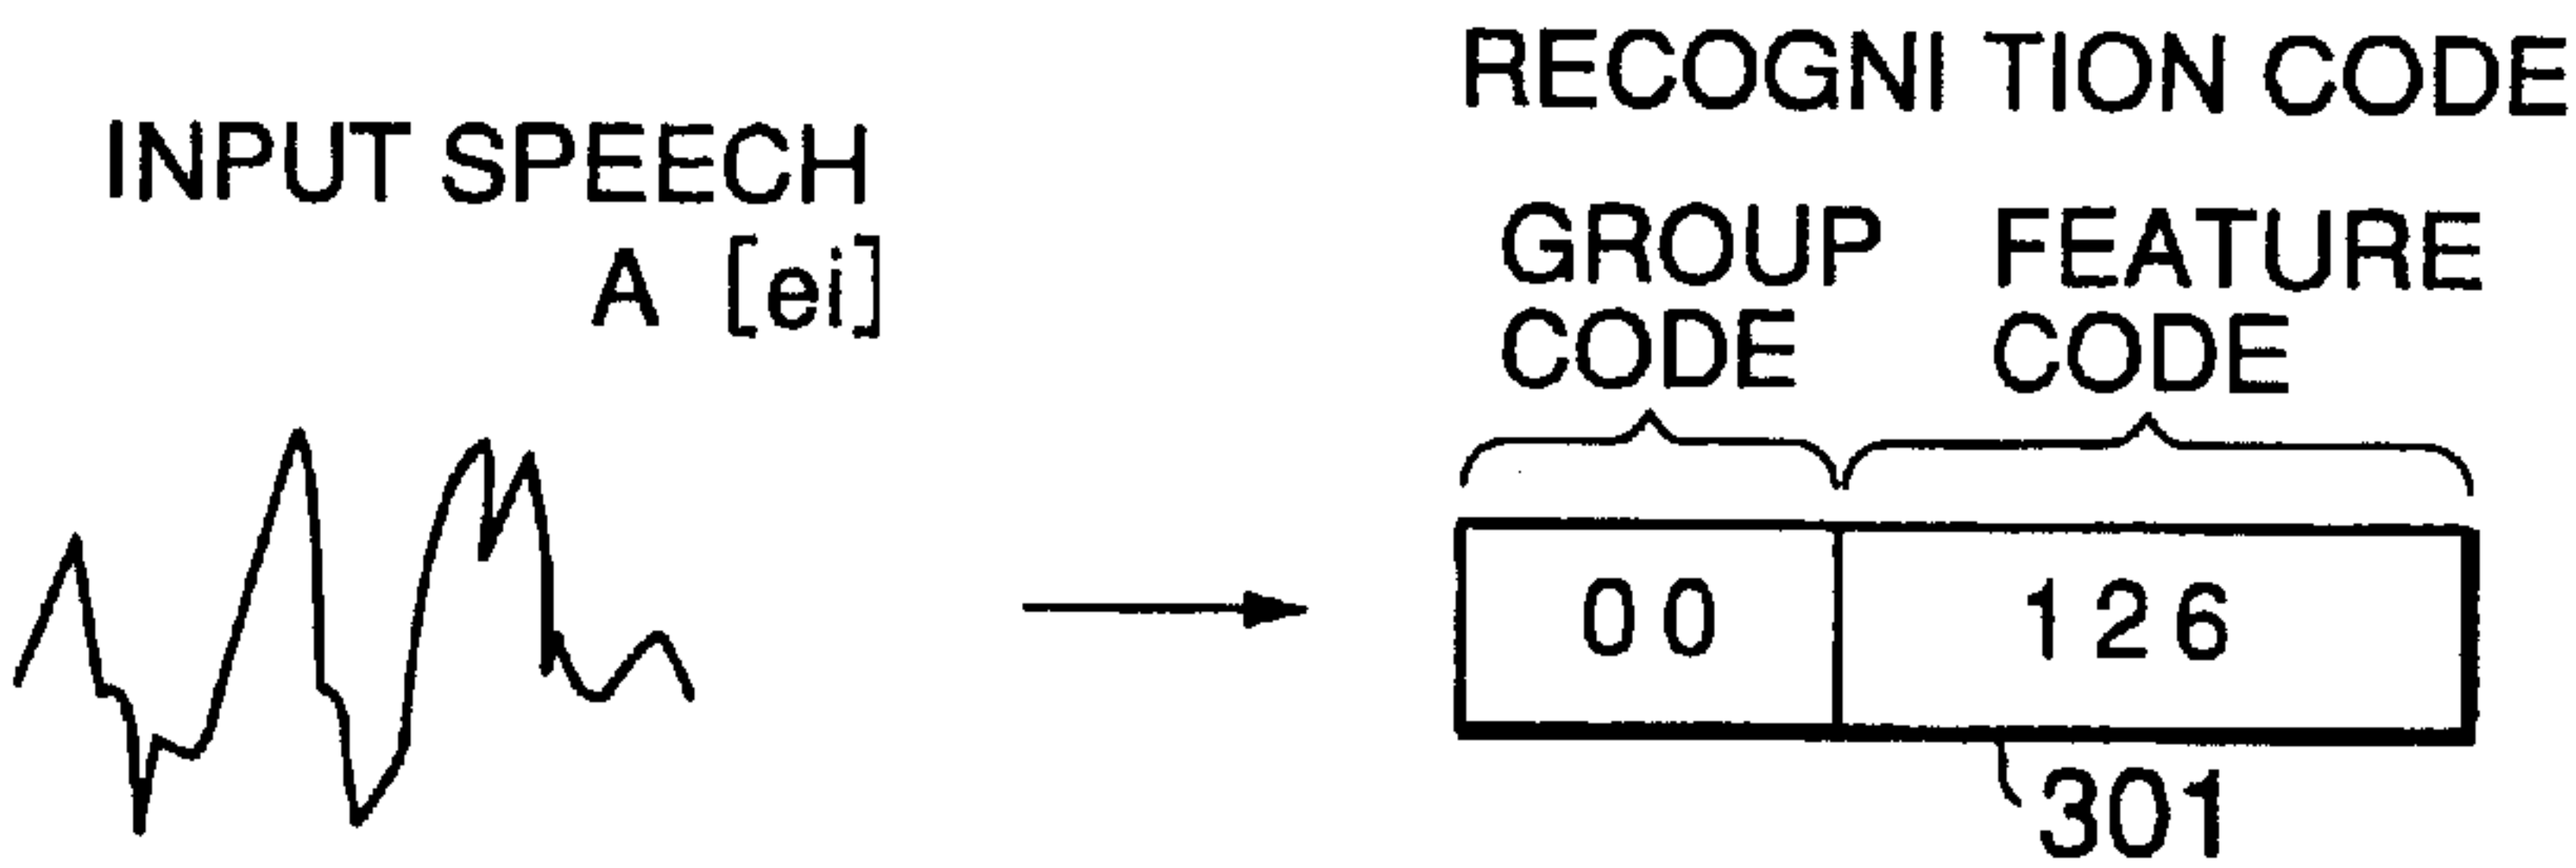 INPUT SPEECH
A [ei]
RECOGNI TION CODE
GROUP CODE
FEATURE CODE
00
126
301